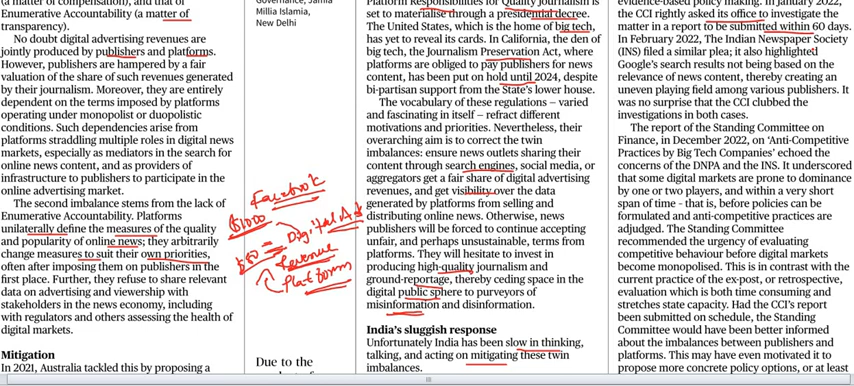 (a matter of compensation), and that of
Enumerative Accountability (a matter of
transparency).
No doubt digital advertising revenues are
jointly produced by publishers and platforms.
However, publishers are hampered by a fair
valuation of the share of such revenues generated
by their journalism. Moreover, they are entirely
dependent on the terms imposed by platforms
operating under monopolist or duopolistic
conditions. Such dependencies arise from
platforms straddling multiple roles in digital news
markets, especially as mediators in the search for
online news content, and as providers of
infrastructure to publishers to participate in the
online advertising market.
The second imbalance stems from the lack of
Enumerative Accountability. Platforms
unilaterally define the measures of the quality
and popularity of online news; they arbitrarily
change measures to suit their own priorities,
often after imposing them on publishers in the
first place. Further, they refuse to share relevant
data on advertising and viewership with
stakeholders in the news economy, including
with regulators and others assessing the health of
digital markets.
Mitigation
In 2021, Australia tackled this by proposing a
Governance, Jamia
Millia Islamia,
New Delhi
Facebook
$1000
Digital Ad
$80 =
Revenue
Platform
Due to the
Platform Responsibilities for Quality Journalism is
set to materialise through a presidential decree.
The United States, which is the home of big tech,
has yet to reveal its cards. In California, the den of
big tech, the Journalism Preservation Act, where
platforms are obliged to pay publishers for news
content, has been put on hold until 2024, despite
bi-partisan support from the State's lower house.
The vocabulary of these regulations – varied
and fascinating in itself – refract different
motivations and priorities. Nevertheless, their
overarching aim is to correct the twin
imbalances: ensure news outlets sharing their
content through search engines, social media, or
aggregators get a fair share of digital advertising
revenues, and get visibility over the data
generated by platforms from selling and
distributing online news. Otherwise, news
publishers will be forced to continue accepting
unfair, and perhaps unsustainable, terms from
platforms. They will hesitate to invest in
producing high-quality journalism and
ground-reportage, thereby ceding space in the
digital public sphere to purveyors of
misinformation and disinformation.
India's sluggish response
Unfortunately India has been slow in thinking,
talking, and acting on mitigating these twin
imbalances.
evidence-based policy making. In January 2022,
the CCI rightly asked its office to investigate the
matter in a report to be submitted within 60 days.
In February 2022, The Indian Newspaper Society
(INS) filed a similar plea; it also highlighted
Google's search results not being based on the
relevance of news content, thereby creating an
uneven playing field among various publishers. It
was no surprise that the CCI clubbed the
investigations in both cases.
The report of the Standing Committee on
Finance, in December 2022, on 'Anti-Competitive
Practices by Big Tech Companies' echoed the
concerns of the DNPA and the INS. It underscored
that some digital markets are prone to dominance
by one or two players, and within a very short
span of time - that is, before policies can be
formulated and anti-competitive practices are
adjudged. The Standing Committee
recommended the urgency of evaluating
competitive behaviour before digital markets
become monopolised. This is in contrast with the
current practice of the ex-post, or retrospective,
evaluation which is both time consuming and
stretches state capacity. Had the CCI's report
been submitted on schedule, the Standing
Committee would have been better informed
about the imbalances between publishers and
platforms. This may even have motivated it to
propose more concrete policy options, or at least